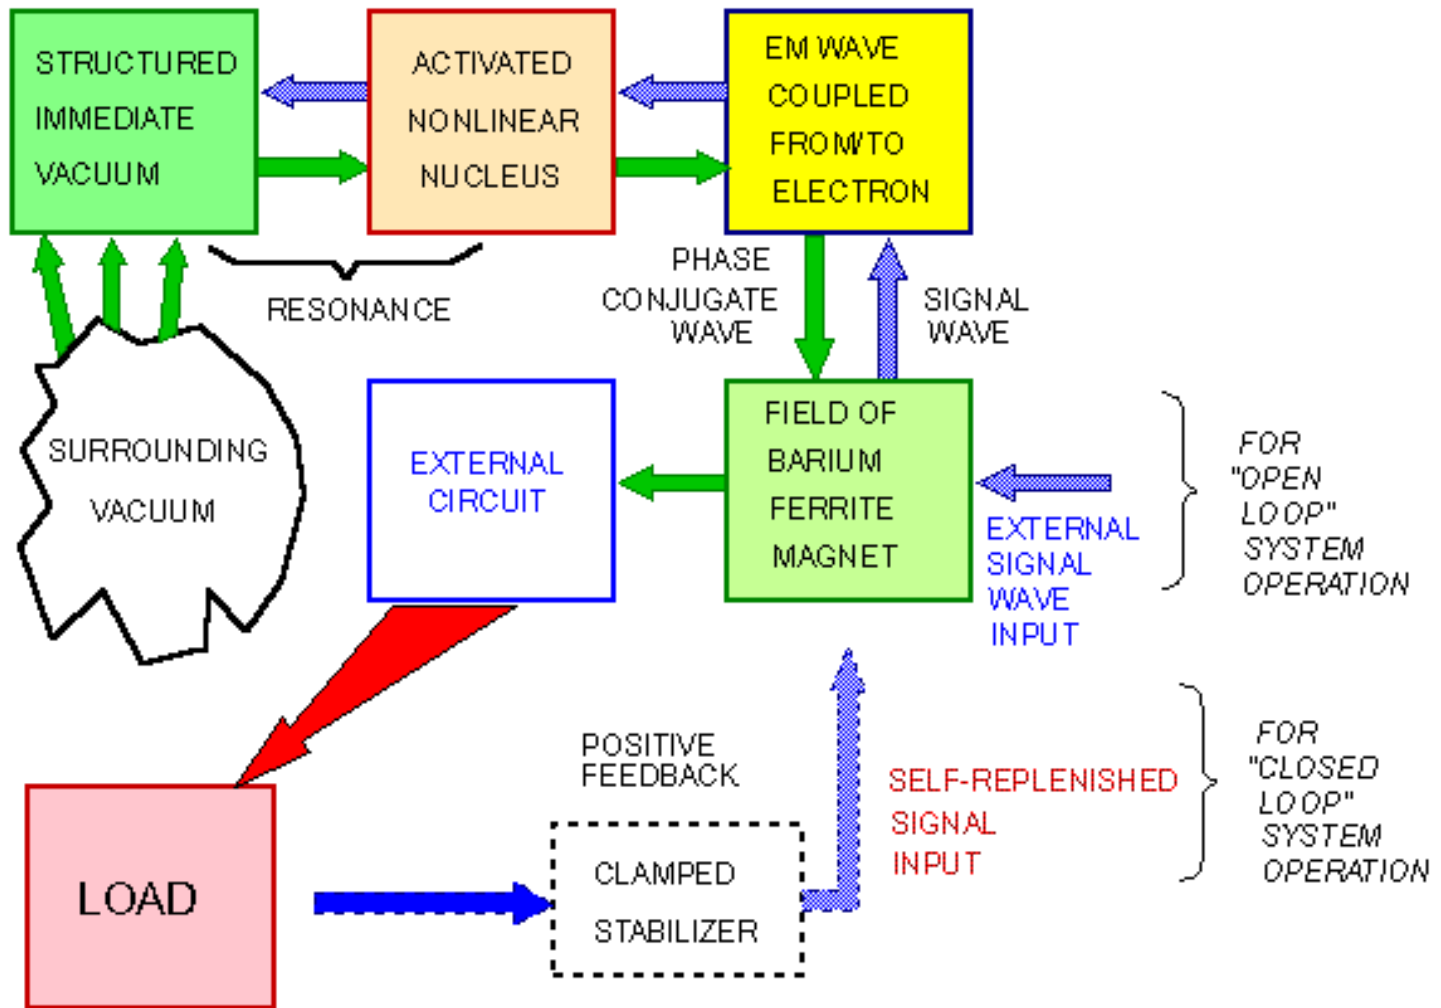 STRUCTURED
IMMEDIATE
VACUUM
ACTIVATED
NONLINEAR
NUCLEUS
EM WAVE
COUPLED
FROM/TO
ELECTRON
RESONANCE
PHASE
CONJUGATE
WAVE
SIGNAL
WAVE
SURROUNDING
VACUUM
EXTERNAL
CIRCUIT
FIELD OF
BARIUM
FERRITE
MAGNET
EXTERNAL
SIGNAL
WAVE
INPUT
FOR
"OPEN
LOOP"
SYSTEM
OPERATION
LOAD
POSITIVE
FEEDBACK
CLAMPED
STABILIZER
SELF-REPLENISHED
SIGNAL
INPUT
FOR
"CLOSED
LOOP"
SYSTEM
OPERATION